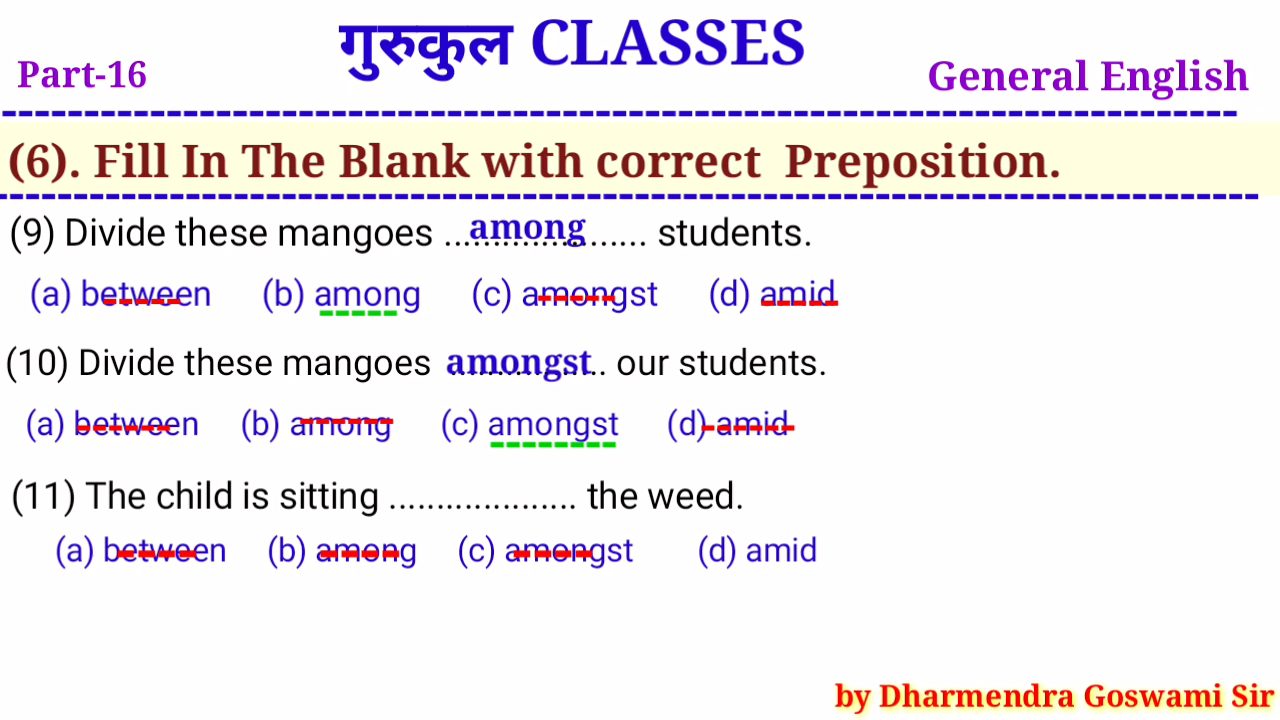 गुरुकुल CLASSES
Part-16
General English
(6). Fill In The Blank with correct Preposition.
(9) Divide these mangoes ......among...... students.
(a) between (b) among (c) amongst (d) amid
(10) Divide these mangoes amongst.. our students.
(a) between (b) among (c) amongst (d) amid
(11) The child is sitting .................... the weed.
(a) between (b) among (c) amongst (d) amid
by Dharmendra Goswami Sir